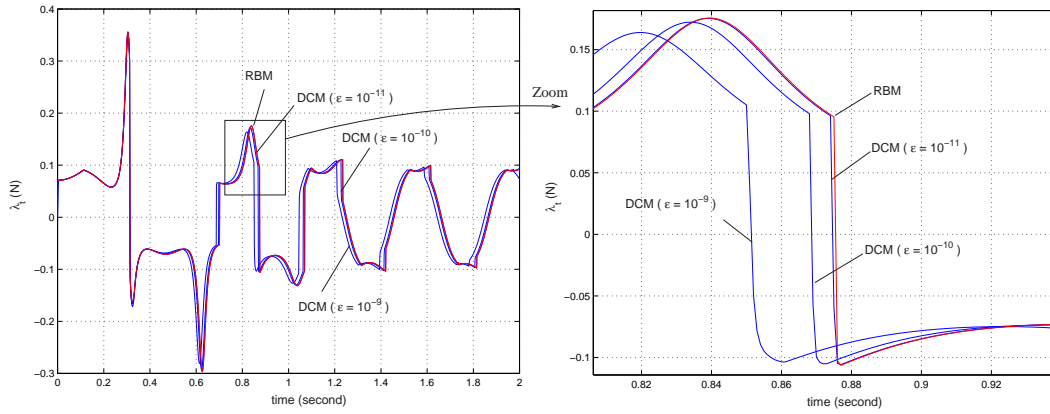 0.4
0.3
0.2
0.1
0
−0.1
−0.2
−0.3
λt (N)
0 0.2 0.4 0.6 0.8 1 1.2 1.4 1.6 1.8 2
time (second)
RBM
DCM ( ε = 10−11)
DCM ( ε = 10−10)
DCM ( ε = 10−9)
Zoom
0.15
0.1
0.05
0
−0.05
−0.1
λt (N)
0.82 0.84 0.86 0.88 0.9 0.92
time (second)
RBM
DCM ( ε = 10−11)
DCM ( ε = 10−9)
DCM ( ε = 10−10)